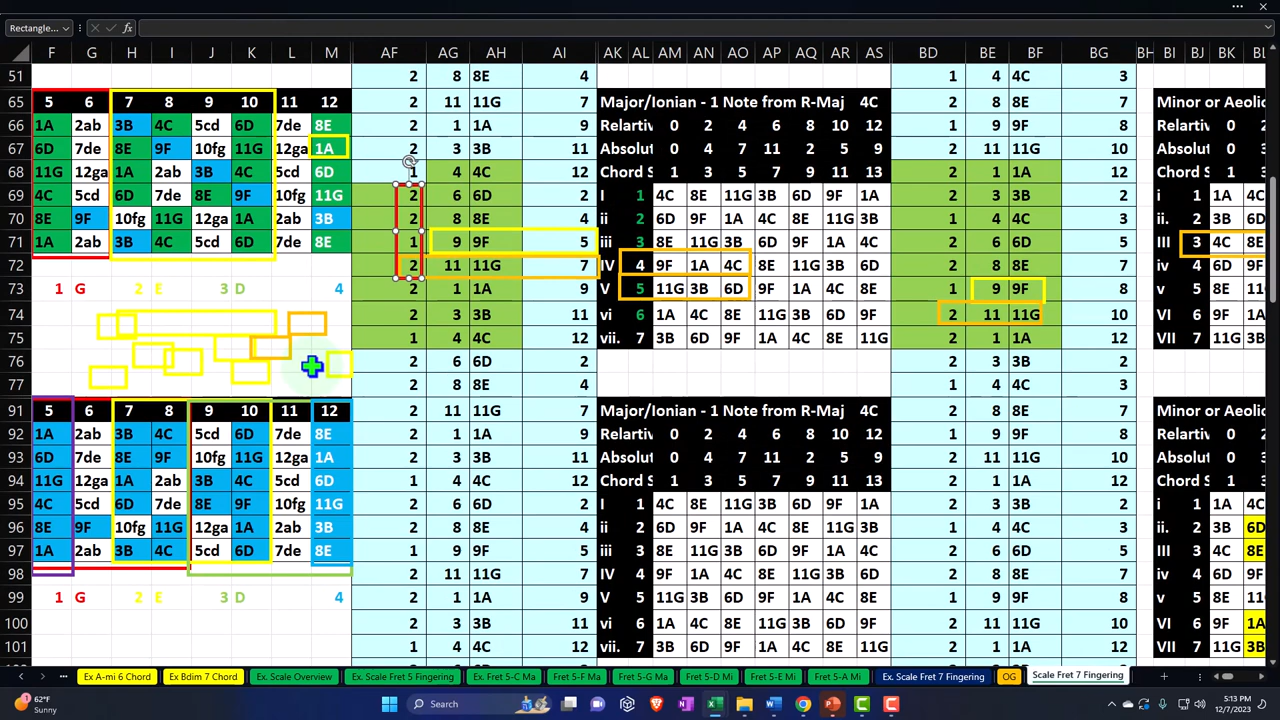 Rectangle...
fx
F G H I J K L M AF AG AH AI AK AL AM AN AO AP AQ AR AS BD BE BF BG BH BI BJ BK
51 2 8 8E 4 1 4 4C 3
65 5 6 7 8 9 10 11 12 2 11 11G 7 Major/Ionian - 1 Note from R-Maj 4C 2 8 8E 7 Minor or Aeolic
66 1A 2ab 3B 4C 5cd 6D 7de 8E 2 1 1A 9 Relartiv 0 2 4 7 6 8 10 12 1 9 9F 8 Relartiv 0
67 6D 7de 8E 9F 10fg 11G 12ga 1A 2 3 3B 11 Absolut 0 4 7 11 2 5 9 2 11 11G 10 Absolut 0
68 11G 12ga 1A 2ab 3B 4C 5cd 6D 1 4 4C 12 Chord S 1 3 5 7 9 11 13 2 1 1A 12 Chord S 1
69 4C 5cd 6D 7de 8E 9F 10fg 11G 2 6 6D 2 I 1 4C 8E 11G 3B 6D 9F 1A 2 3 3B 2 i 1 1A 4C
70 8E 9F 10fg 11G 12ga 1A 2ab 3B 2 8 8E 4 ii 2 6D 9F 1A 4C 8E 11G 3B 1 4 4C 3 ii. 2 3B 6D
71 1A 2ab 3B 4C 5cd 6D 7de 8E 1 9 9F 5 iii 3 8E 11G 3B 6D 9F 1A 4C 2 6 6D 5 III 3 4C 8E
72 2 11 11G 7 IV 4 9F 1A 4C 8E 11G 3B 6D 2 8 8E 7 iv 4 6D 9F
73 1 G 2 E 3 D 4 2 1 1A 9 V 5 11G 3B 6D 9F 1A 4C 8E 1 9 9F 8 v 5 8E 11G
74 2 3 3B 11 vi 6 1A 4C 8E 11G 3B 6D 9F 2 11 11G 10 VI 6 9F 1A
75 1 4 4C 12 vii. 7 3B 6D 9F 1A 4C 8E 11G 2 1 1A 12 VII 7 11G 3B
76 2 6 6D 2 2 3 3B 2
77 2 8 8E 4 1 4 4C 3
91 5 6 7 8 9 10 11 12 2 11 11G 7 Major/Ionian - 1 Note from R-Maj 4C 2 8 8E 7 Minor or Aeolic
92 1A 2ab 3B 4C 5cd 6D 7de 8E 2 1 1A 9 Relartiv 0 2 4 6 8 10 12 1 9 9F 8 Relartiv 0
93 6D 7de 8E 9F 10fg 11G 12ga 1A 2 3 3B 11 Absolut 0 4 7 11 2 5 9 2 11 11G 10 Absolut 0
94 11G 12ga 1A 2ab 3B 4C 5cd 6D 1 4 4C 12 Chord S 1 3 5 7 9 11 13 2 1 1A 12 Chord S 1
95 4C 5cd 6D 7de 8E 9F 10fg 11G 2 6 6D 2 I 1 4C 8E 11G 3B 6D 9F 1A 2 3 3B 2 i 1 1A 4C
96 8E 9F 10fg 11G 12ga 1A 2ab 3B 2 8 8E 4 ii 2 6D 9F 1A 4C 8E 11G 3B 1 4 4C 3 ii. 2 3B 6D
97 1A 2ab 3B 4C 5cd 6D 7de 8E 1 9 9F 5 iii 3 8E 11G 3B 6D 9F 1A 4C 2 6 6D 5 III 3 4C 8E
98 2 11 11G 7 IV 4 9F 1A 4C 8E 11G 3B 6D 2 8 8E 7 iv 4 6D 9F
99 1 G 2 E 3 D 4 2 1 1A 9 V 5 11G 3B 6D 9F 1A 4C 8E 1 9 9F 8 v 5 8E 11G
100 2 3 3B 11 vi 6 1A 4C 8E 11G 3B 6D 9F 2 11 11G 10 VI 6 9F 1A
101 1 4 4C 12 vii. 7 3B 6D 9F 1A 4C 8E 11G 2 1 1A 12 VII 7 11G 3B
Ex A-mi 6 Chord Ex Bdim 7 Chord Ex. Scale Overview Ex. Scale Fret 5 Fingering Ex. Fret 5-C Ma Fret 5-F Ma Fret 5-G Ma Fret 5-D Mi Fret 5-E Mi Fret 5-A Mi Ex. Scale Fret 7 Fingering OG Scale Fret 7 Fingering
62°F
Sunny
Search
5:13 PM
12/7/2023